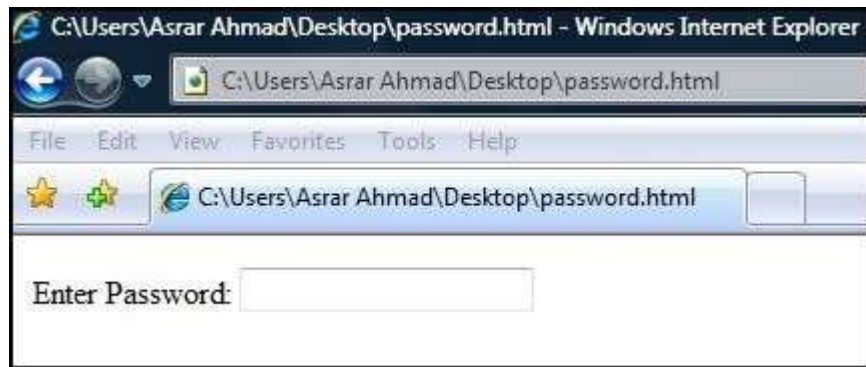 C:\Users\Asrar Ahmad\Desktop\password.html - Windows Internet Explorer
C:\Users\Asrar Ahmad\Desktop\password.html
File Edit View Favorites Tools Help
C:\Users\Asrar Ahmad\Desktop\password.html
Enter Password: